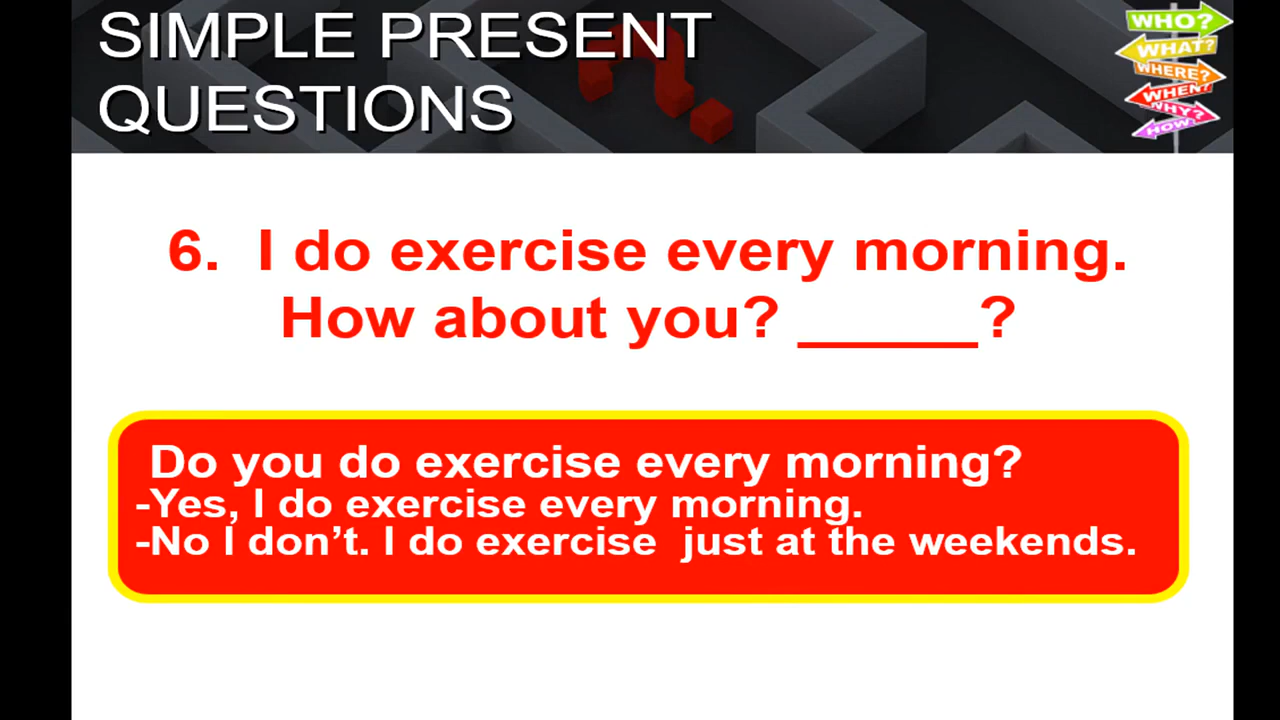 SIMPLE PRESENT
QUESTIONS
WHO?
WHAT?
WHERE?
WHEN?
WHY?
HOW
6. I do exercise every morning.
How about you? ______?
Do you do exercise every morning?
-Yes, I do exercise every morning.
-No I don’t. I do exercise  just at the weekends.